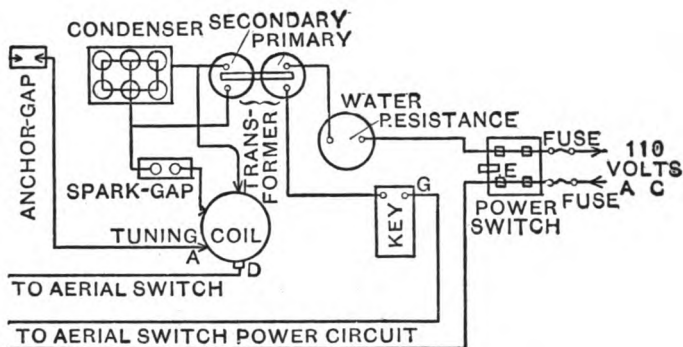 CONDENSER
SECONDARY
PRIMARY
ANCHOR-GAP
TRANS-
FORMER
WATER
RESISTANCE
FUSE
110
VOLTS
A C
FUSE
E
POWER
SWITCH
SPARK-GAP
KEY
G
TUNING COIL
A
D
TO AERIAL SWITCH
TO AERIAL SWITCH POWER CIRCUIT